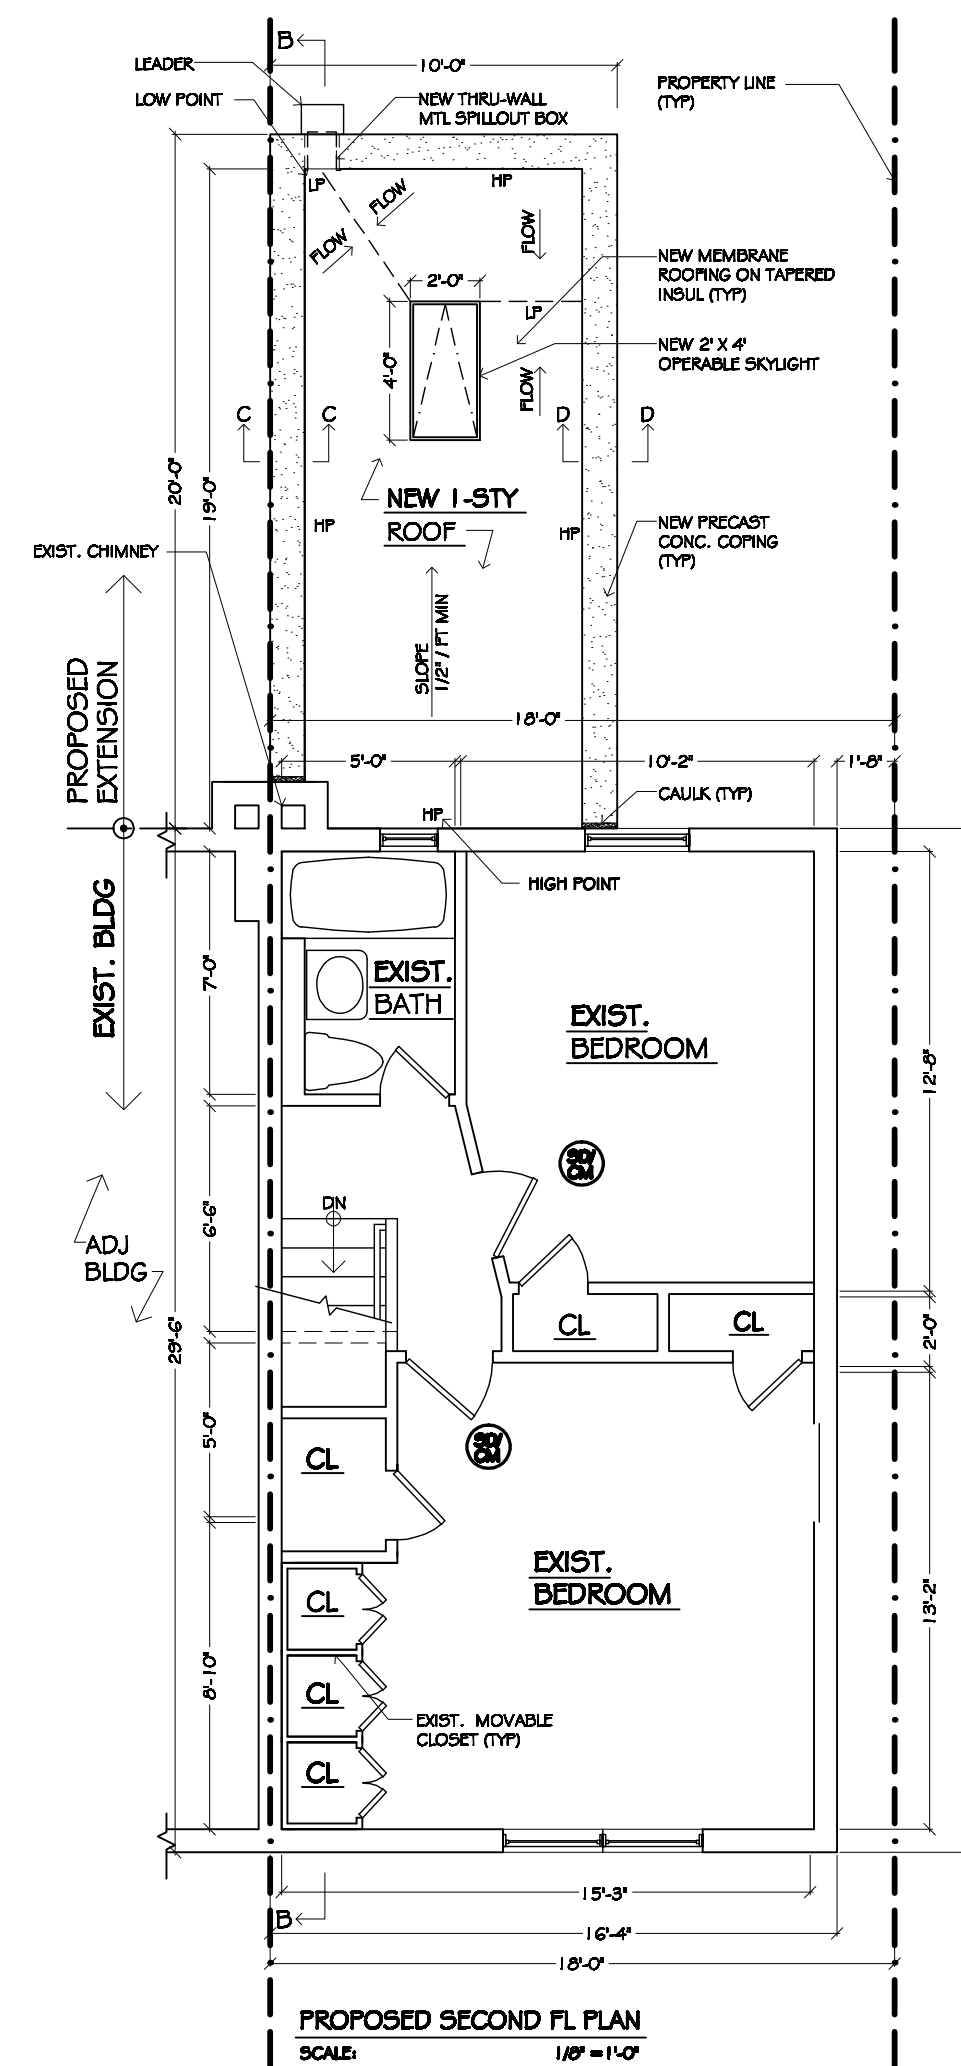 B
10'-0"
LEADER
LOW POINT
NEW THRU-WALL
MTL SPILLOUT BOX
PROPERTY LINE
(TYP)
LP
HP
FLOW
FLOW
FLOW
NEW MEMBRANE
ROOFING ON TAPERED
INSUL (TYP)
2'-0"
LP
4'-0"
NEW 2' X 4'
OPERABLE SKYLIGHT
FLOW
C
C
D
D
20'-0"
19'-0"
NEW 1-STY
ROOF
HP
HP
NEW PRECAST
CONC. COPING
(TYP)
EXIST. CHIMNEY
SLOPE
1/2" / FT MIN
PROPOSED
EXTENSION
18'-0"
5'-0"
10'-2"
1'-8"
CAULK (TYP)
HP
HIGH POINT
EXIST. BLDG
7'-0"
EXIST.
BATH
EXIST.
BEDROOM
12'-8"
SD/
CM
DN
6'-6"
ADJ
BLDG
29'-6"
CL
CL
2'-0"
5'-0"
CL
SD/
CM
EXIST.
BEDROOM
13'-2"
CL
8'-10"
CL
EXIST. MOVABLE
CLOSET (TYP)
CL
15'-3"
B
16'-4"
18'-0"
PROPOSED SECOND FL PLAN
SCALE: 1/8" = 1'-0"